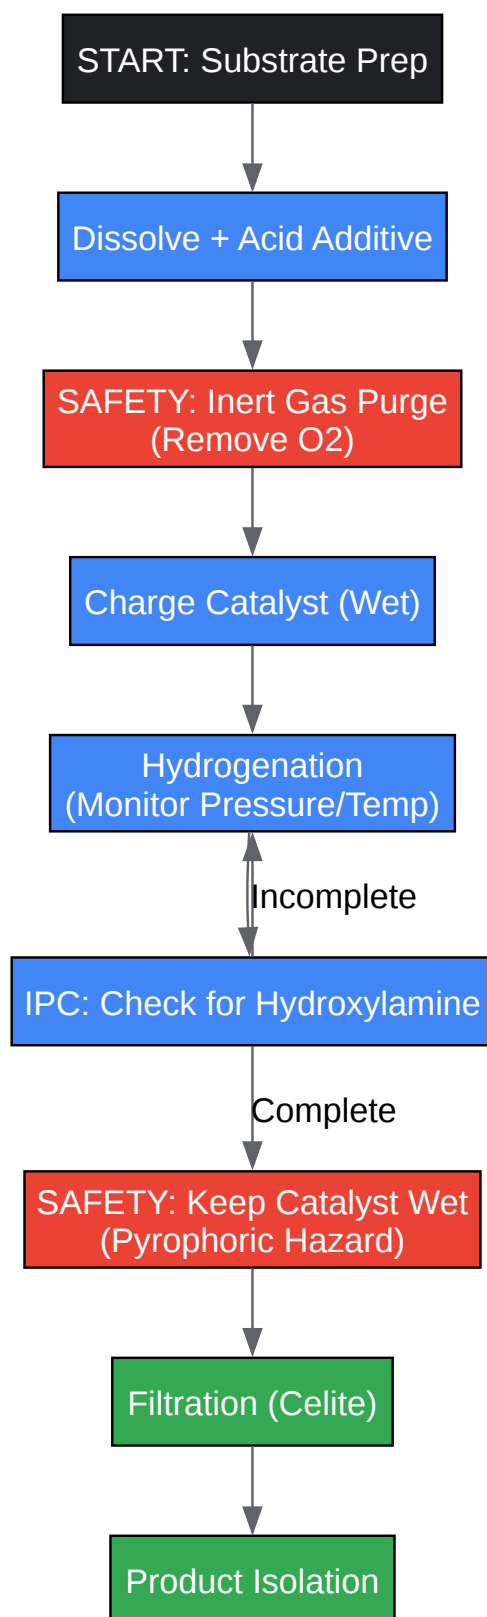 START: Substrate Prep
Dissolve + Acid Additive
SAFETY: Inert Gas Purge
(Remove O2)
Charge Catalyst (Wet)
Hydrogenation
(Monitor Pressure/Temp)
Incomplete
IPC: Check for Hydroxylamine
Complete
SAFETY: Keep Catalyst Wet
(Pyrophoric Hazard)
Filtration (Celite)
Product Isolation